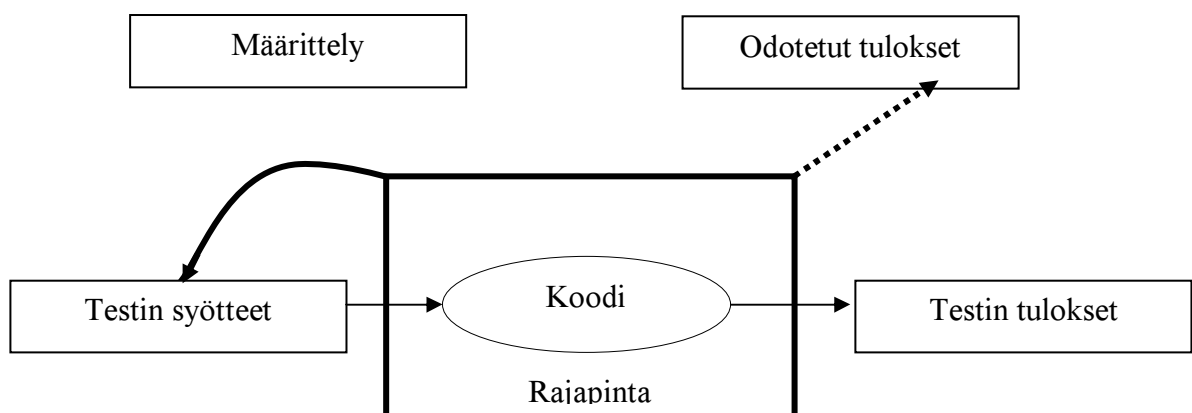 Määrittely
Odotetut tulokset
Testin syötteet
Koodi
Testin tulokset
Rajapinta